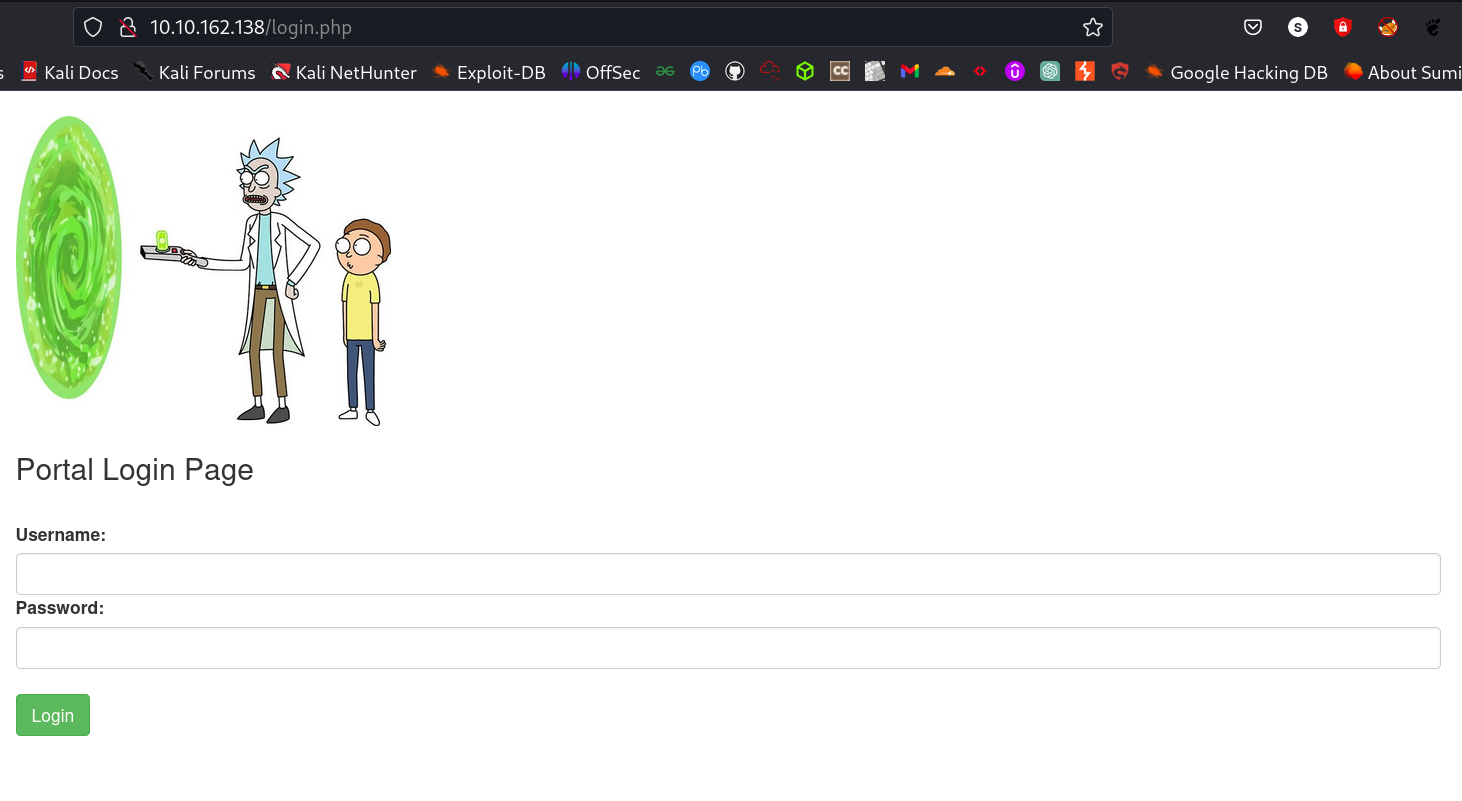 10.10.162.138/login.php
S
s Kali Docs Kali Forums Kali NetHunter Exploit-DB OffSec CC Google Hacking DB About Sumi
Portal Login Page
Username:
Password:
Login